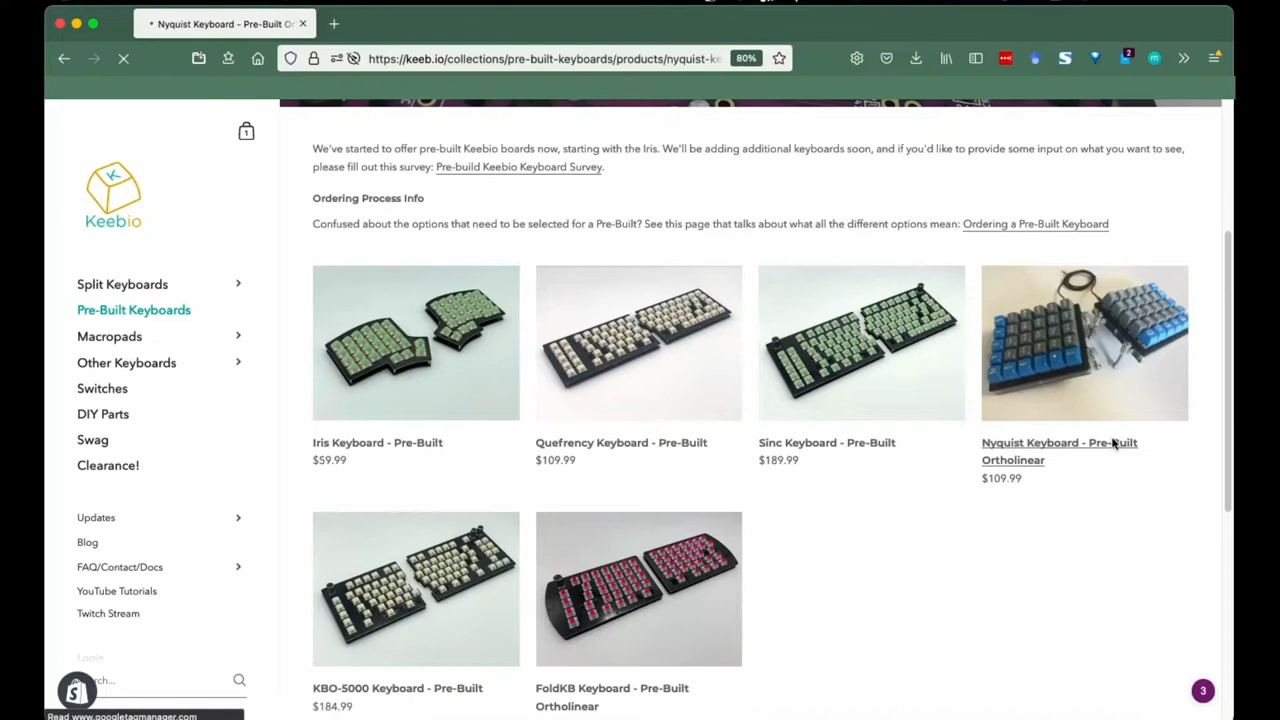 Nyquist Keyboard - Pre-Built Or
https://keeb.io/collections/pre-built-keyboards/products/nyquist-ke
80%
2
1
K
Keebio
Split Keyboards
Pre-Built Keyboards
Macropads
Other Keyboards
Switches
DIY Parts
Swag
Clearance!
Updates
Blog
FAQ/Contact/Docs
YouTube Tutorials
Twitch Stream
Login
ch...
Read www.googletagmanager.com
We've started to offer pre-built Keebio boards now, starting with the Iris. We'll be adding additional keyboards soon, and if you'd like to provide some input on what you want to see,
please fill out this survey: Pre-build Keebio Keyboard Survey.
Ordering Process Info
Confused about the options that need to be selected for a Pre-Built? See this page that talks about what all the different options mean: Ordering a Pre-Built Keyboard
Iris Keyboard - Pre-Built
$59.99
Quefrency Keyboard - Pre-Built
$109.99
Sinc Keyboard - Pre-Built
$189.99
Nyquist Keyboard - Pre-Built
Ortholinear
$109.99
KBO-5000 Keyboard - Pre-Built
$184.99
FoldKB Keyboard - Pre-Built
Ortholinear
3